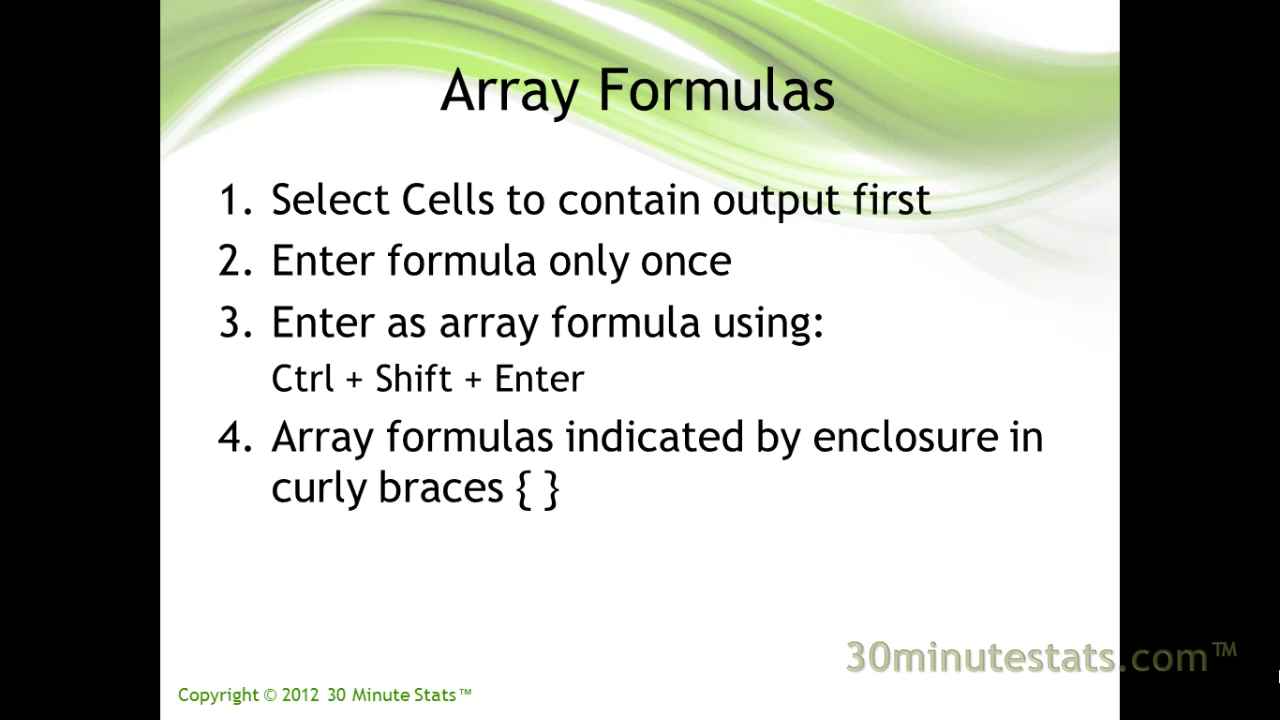 Array Formulas
1. Select Cells to contain output first
2. Enter formula only once
3. Enter as array formula using:
Ctrl + Shift + Enter
4. Array formulas indicated by enclosure in
curly braces { }
30minutestats.com™
Copyright © 2012 30 Minute Stats™